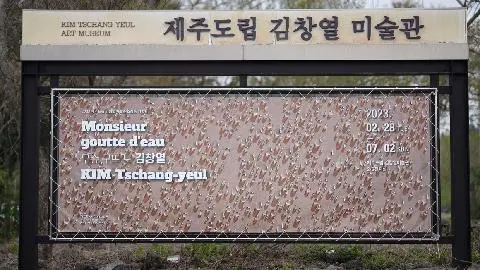 KIM TSCHANG YEUL
ART MUSEUM
제주도립 김창열 미술관
Monsieur
goutte d'eau
김창열
KIM Tschang-yeul
2023.
02. 28
07. 02